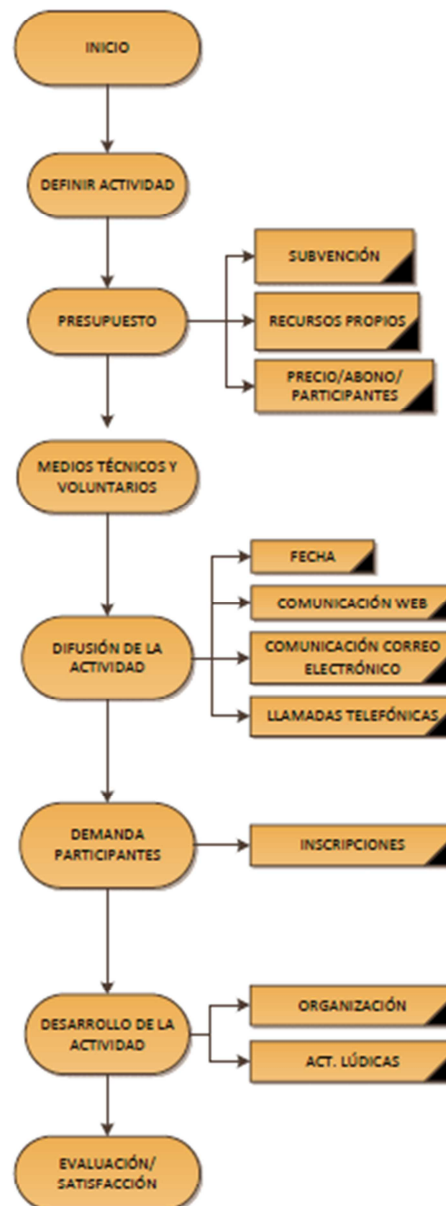 INICIO
DEFINIR ACTIVIDAD
PRESUPUESTO
SUBVENCIÓN
RECURSOS PROPIOS
PRECIO/ABONO/
PARTICIPANTES
MEDIOS TÉCNICOS Y
VOLUNTARIOS
DIFUSIÓN DE LA
ACTIVIDAD
FECHA
COMUNICACIÓN WEB
COMUNICACIÓN CORREO
ELECTRÓNICO
LLAMADAS TELEFÓNICAS
DEMANDA
PARTICIPANTES
INSCRIPCIONES
DESARROLLO DE LA
ACTIVIDAD
ORGANIZACIÓN
ACT. LÚDICAS
EVALUACIÓN/
SATISFACCIÓN